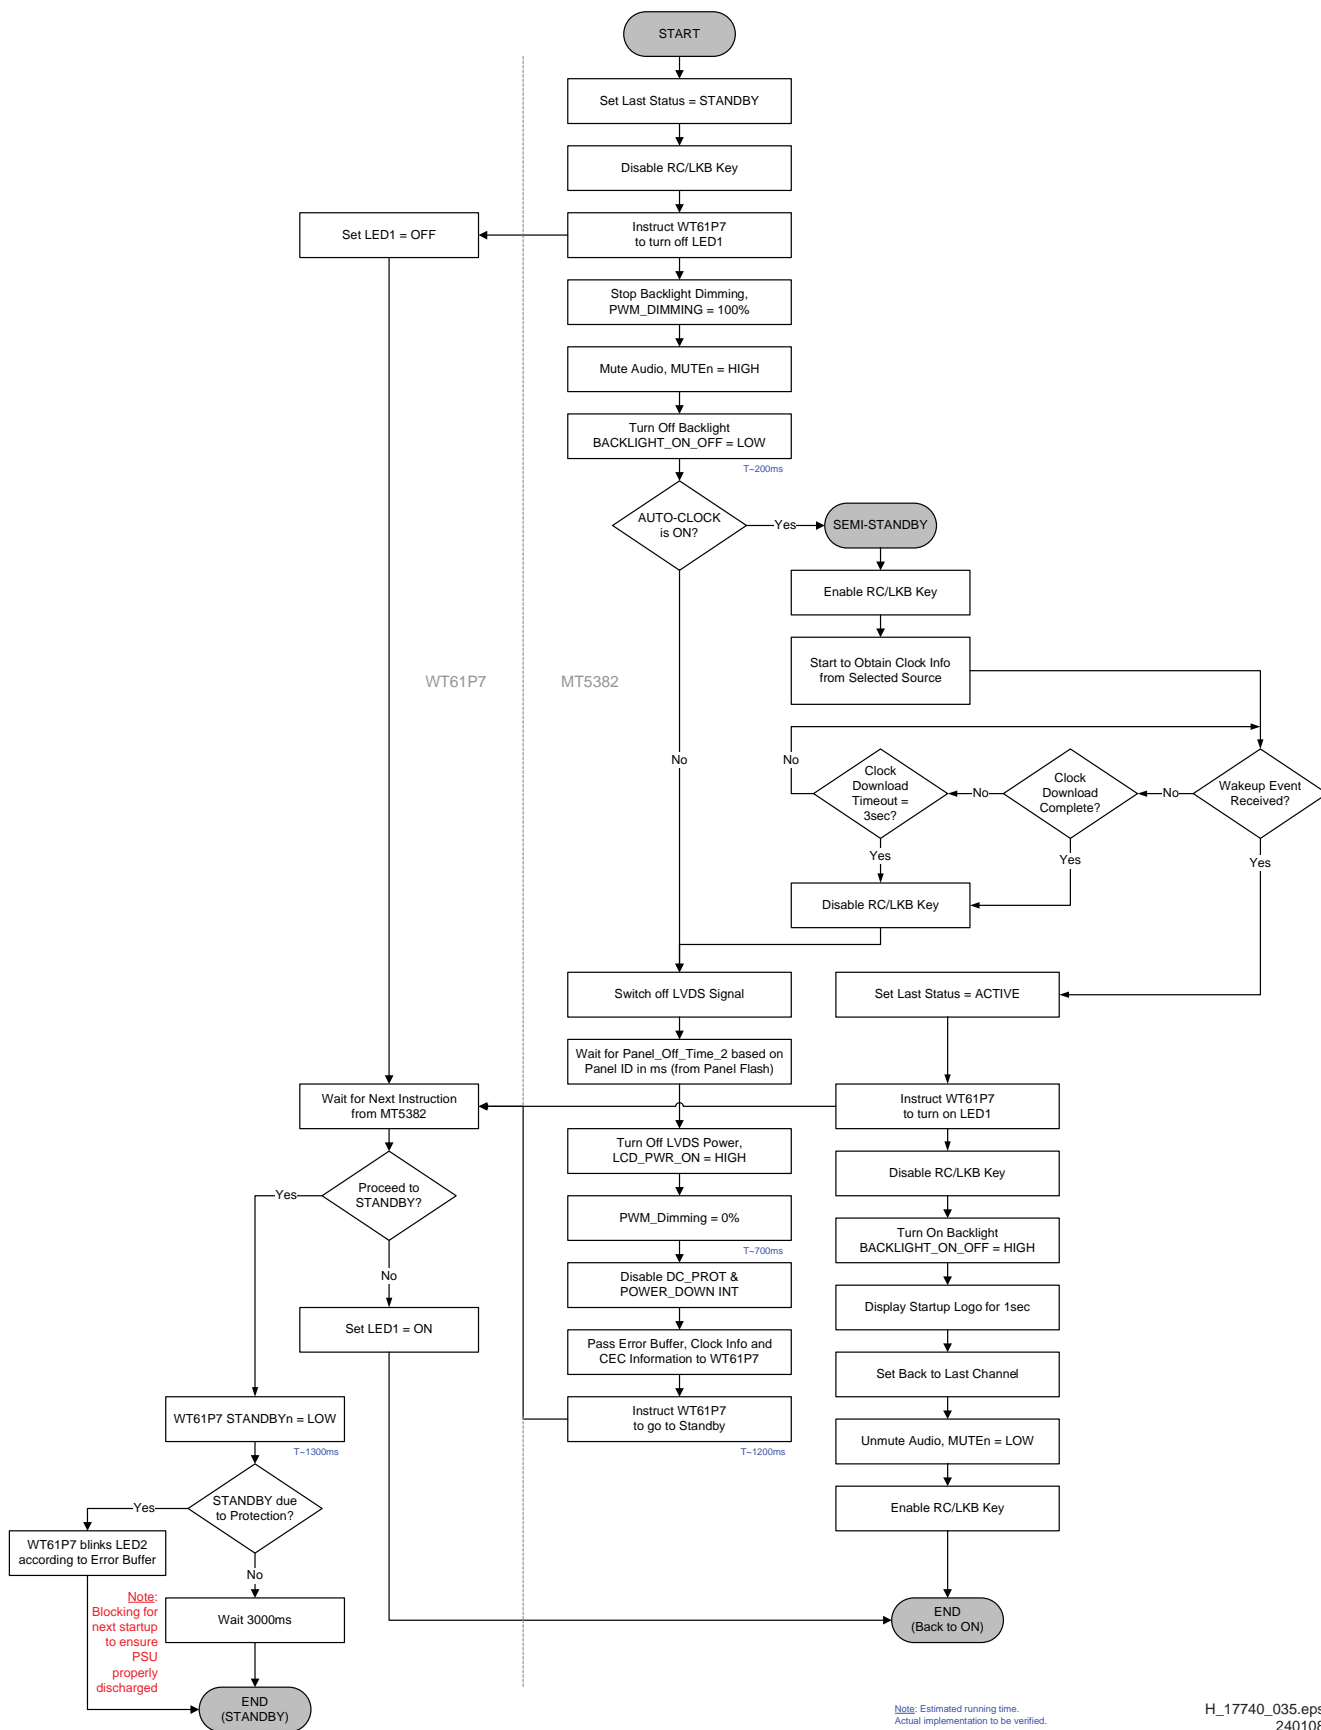 START
Set Last Status = STANDBY
Disable RC/LKB Key
Instruct WT61P7
to turn off LED1
Set LED1 = OFF
Stop Backlight Dimming,
PWM_DIMMING = 100%
Mute Audio, MUTEn = HIGH
Turn Off Backlight
BACKLIGHT_ON_OFF = LOW
T~200ms
AUTO-CLOCK
is ON?
Yes
SEMI-STANDBY
Enable RC/LKB Key
Start to Obtain Clock Info
from Selected Source
WT61P7
MT5382
No
No
Clock
Download
Timeout =
3sec?
No
Clock
Download
Complete?
No
Wakeup Event
Received?
Yes
Yes
Yes
Disable RC/LKB Key
Switch off LVDS Signal
Set Last Status = ACTIVE
Wait for Panel_Off_Time_2 based on
Panel ID in ms (from Panel Flash)
Wait for Next Instruction
from MT5382
Instruct WT61P7
to turn on LED1
Turn Off LVDS Power,
LCD_PWR_ON = HIGH
Disable RC/LKB Key
Yes
Proceed to
STANDBY?
PWM_Dimming = 0%
T~700ms
Turn On Backlight
BACKLIGHT_ON_OFF = HIGH
No
Disable DC_PROT &
POWER_DOWN INT
Display Startup Logo for 1sec
Set LED1 = ON
Pass Error Buffer, Clock Info and
CEC Information to WT61P7
Set Back to Last Channel
WT61P7 STANDBYn = LOW
T~1300ms
Instruct WT61P7
to go to Standby
T~1200ms
Unmute Audio, MUTEn = LOW
Yes
STANDBY due
to Protection?
Enable RC/LKB Key
WT61P7 blinks LED2
according to Error Buffer
No
Note:
Blocking for
next startup
to ensure
PSU
properly
discharged
Wait 3000ms
END
(Back to ON)
END
(STANDBY)
Note: Estimated running time.
Actual implementation to be verified.
H_17740_035.eps
240108